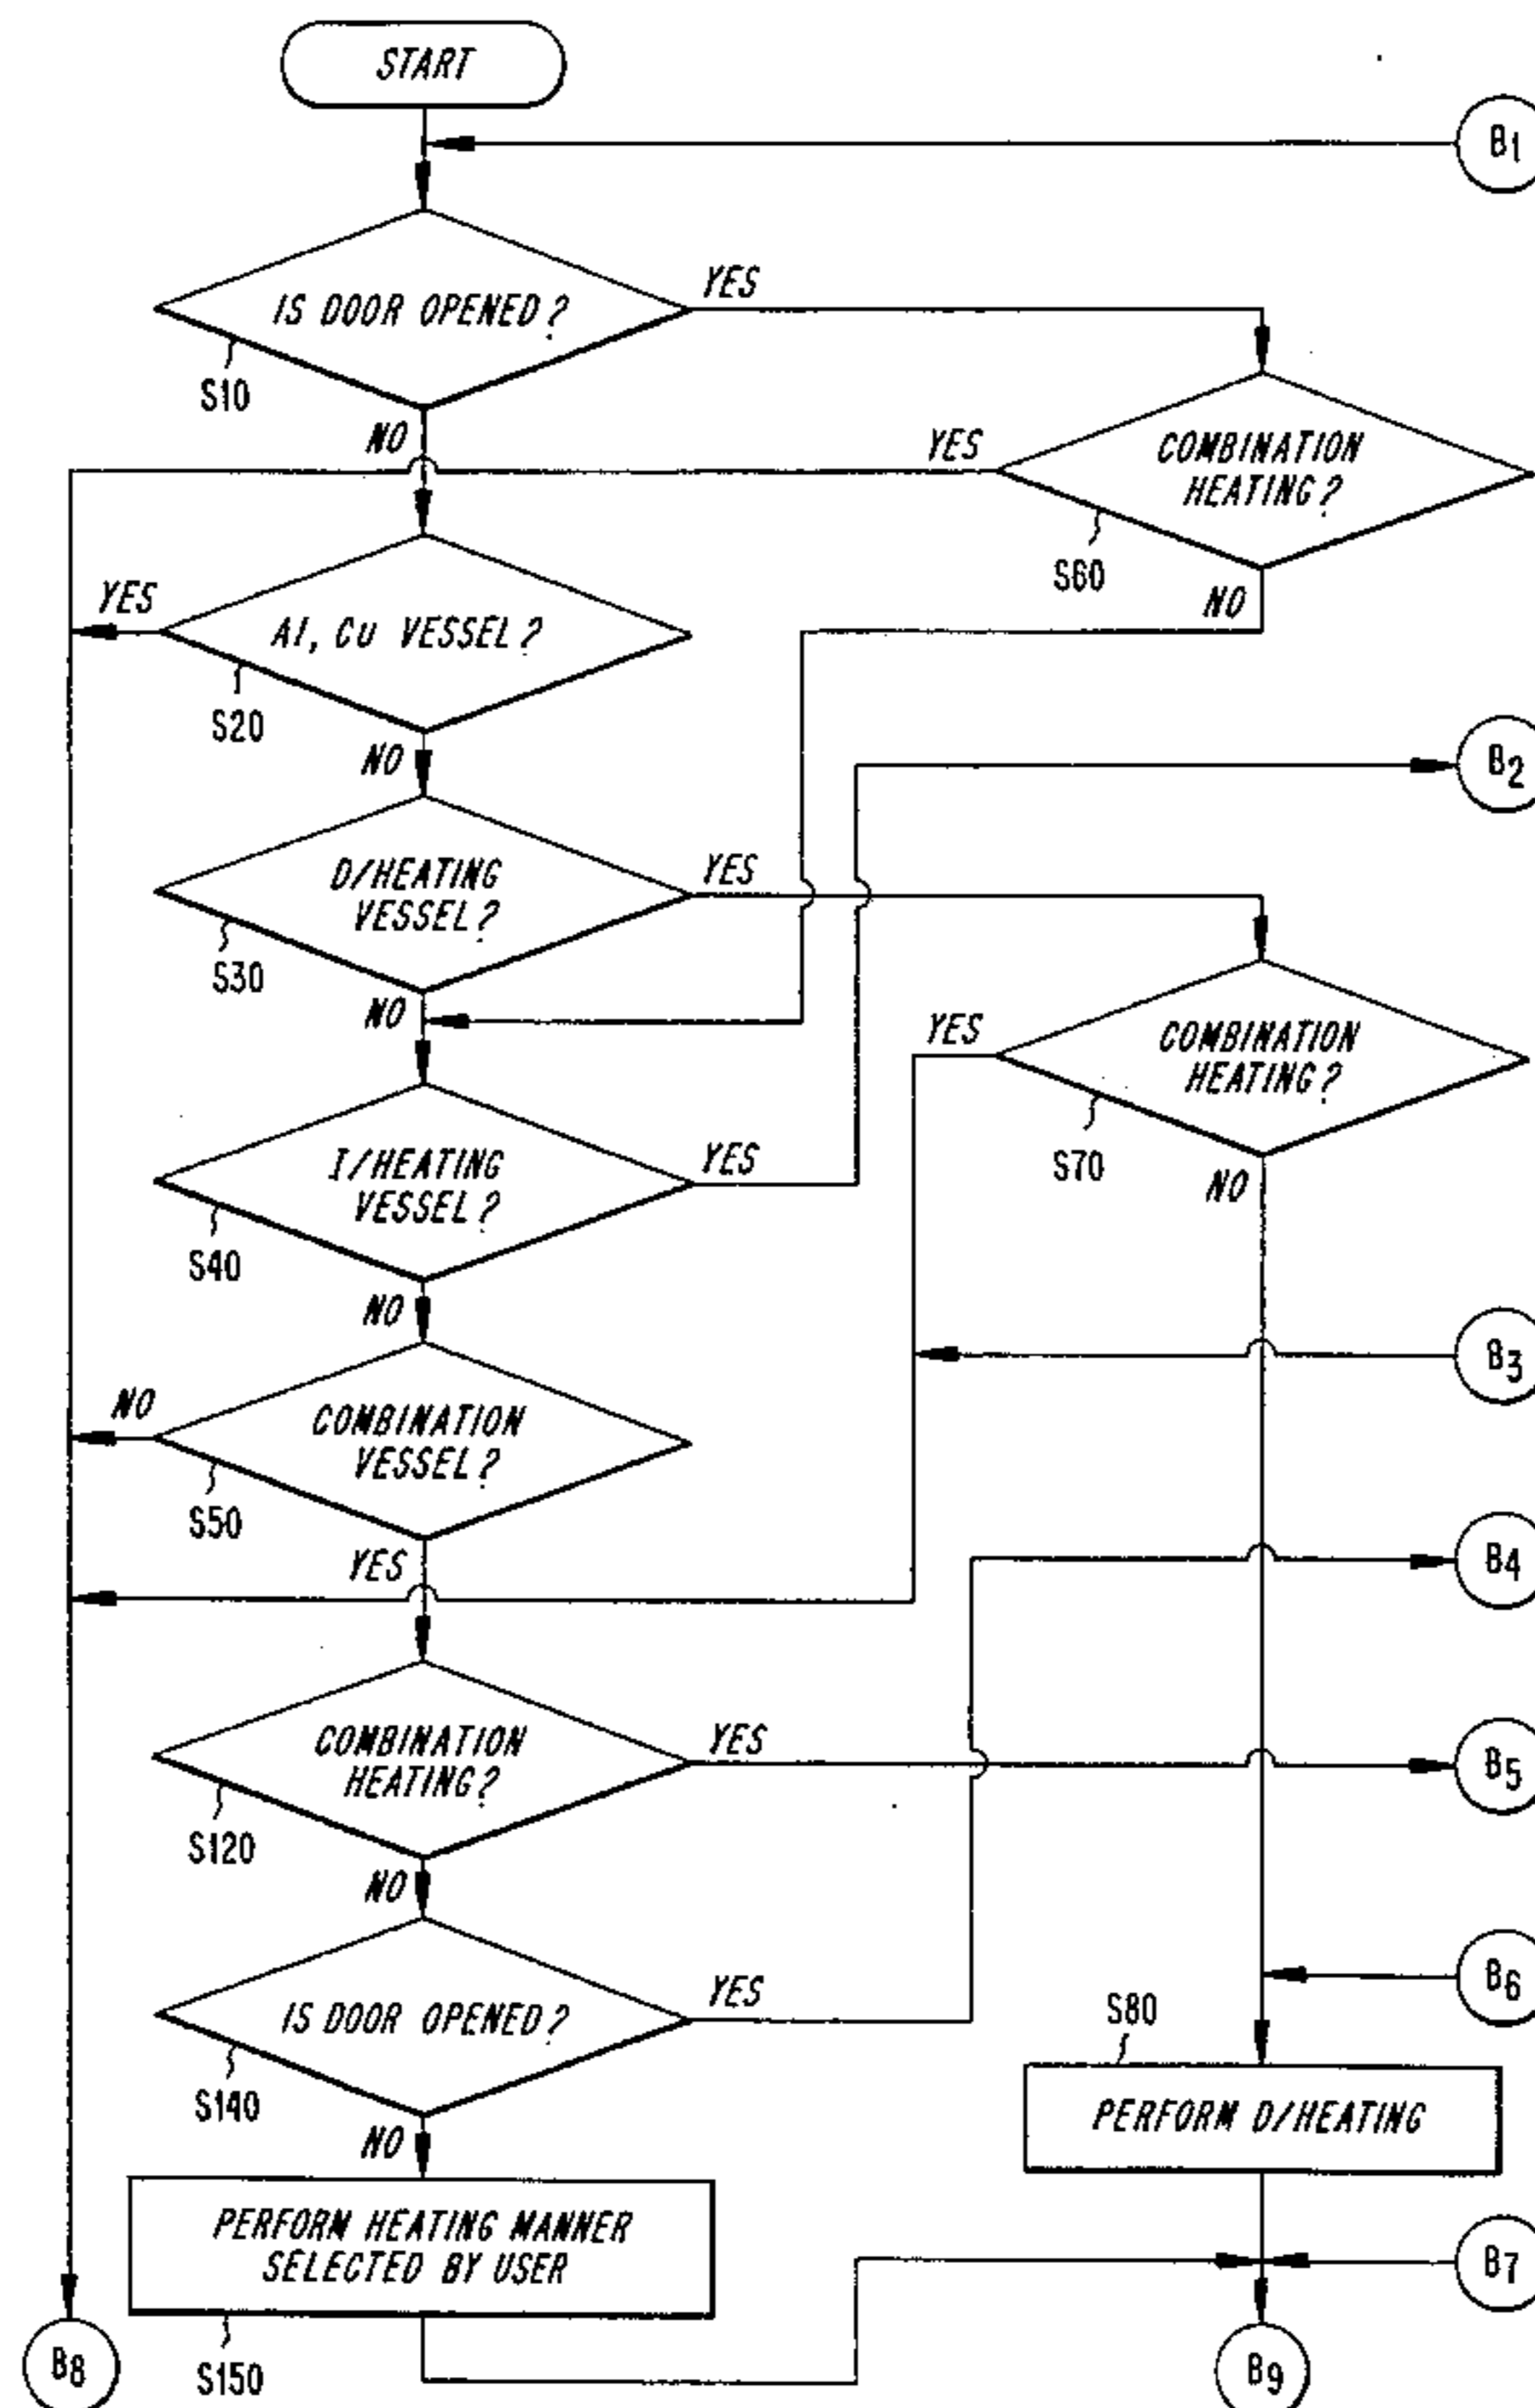 START
B1
IS DOOR OPENED?
YES
S10
NO
YES
COMBINATION
HEATING?
S60
NO
YES
Al, Cu VESSEL?
S20
NO
B2
D/HEATING
VESSEL?
YES
S30
NO
YES
COMBINATION
HEATING?
S70
NO
I/HEATING
VESSEL?
YES
S40
NO
B3
NO
COMBINATION
VESSEL?
S50
YES
B4
COMBINATION
HEATING?
YES
B5
S120
NO
IS DOOR OPENED?
YES
B6
S140
NO
S80
PERFORM D/HEATING
PERFORM HEATING MANNER
SELECTED BY USER
B7
S150
B8
B9